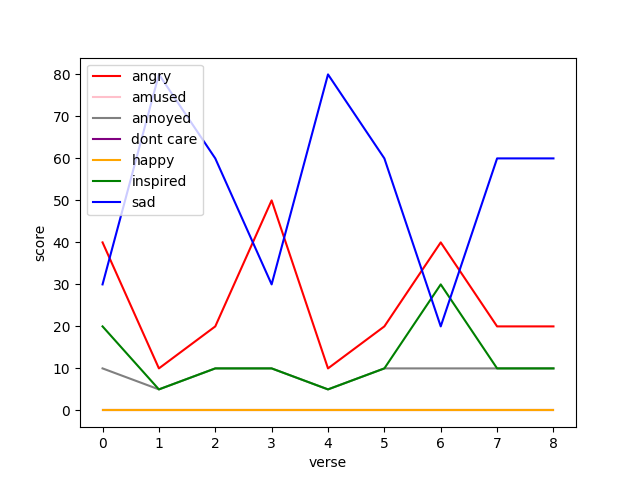 80
70
60
50
40
30
20
10
0
score
angry
amused
annoyed
dont care
happy
inspired
sad
0 1 2 3 4 5 6 7 8
verse